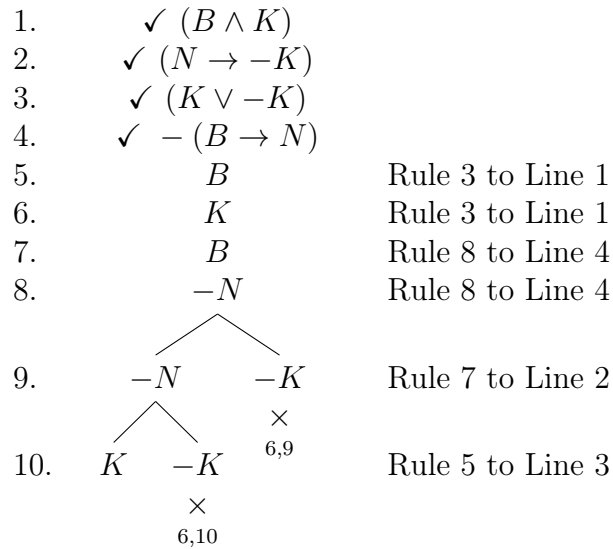 1. ✓ (B ∧ K)
2. ✓ (N → −K)
3. ✓ (K ∨ −K)
4. ✓ − (B → N)
5. B Rule 3 to Line 1
6. K Rule 3 to Line 1
7. B Rule 8 to Line 4
8. −N Rule 8 to Line 4
9. −N −K Rule 7 to Line 2
×
6,9
10. K −K Rule 5 to Line 3
×
6,10